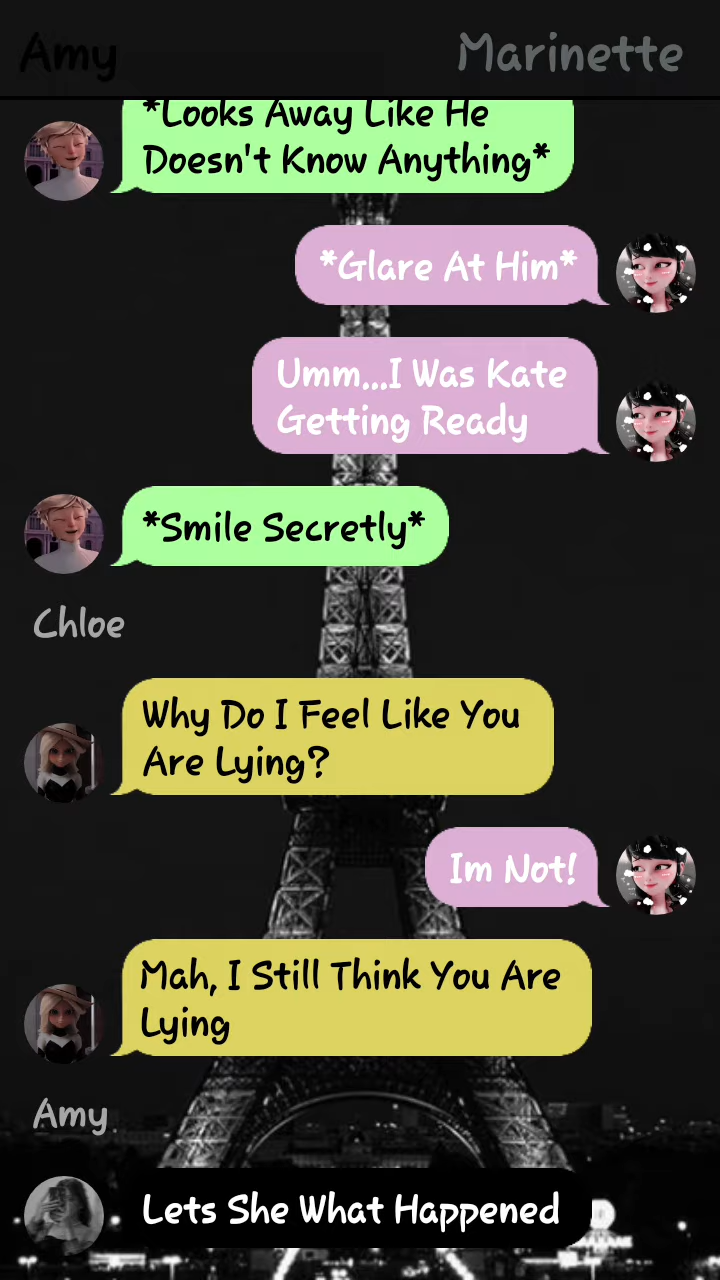 Amy
Marinette
*Looks Away Like He
Doesn't Know Anything*
*Glare At Him*
Umm...I Was Kate
Getting Ready
*Smile Secretly*
Chloe
Why Do I Feel Like You
Are Lying?
Im Not!
Mah, I Still Think You Are
Lying
Amy
Lets She What Happened